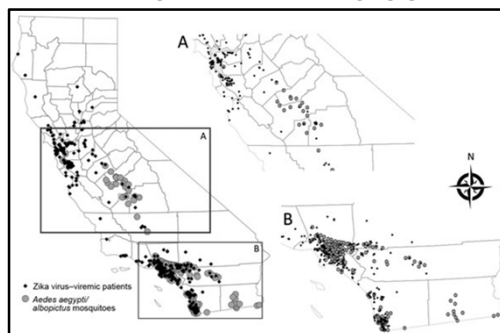 A
N
A
B
B
Zika virus–viremic patients
Aedes aegypti/
albopictus mosquitoes